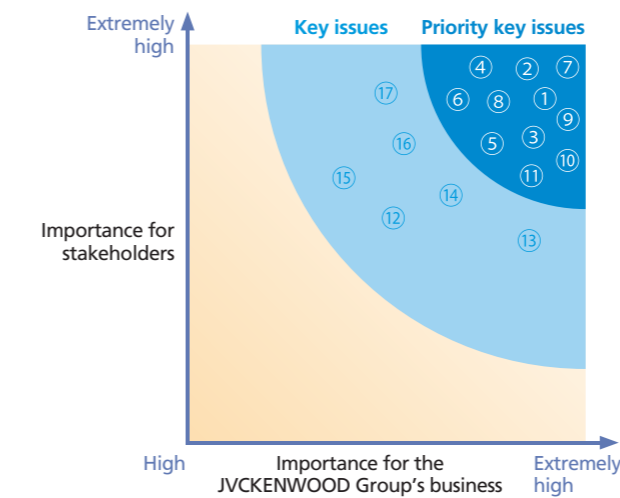 Extremely
high
Key issues
Priority key issues
④ ② ⑦
⑰ ⑥ ⑧ ①
⑨
⑯ ⑤ ③
⑩
⑮ ⑪
⑭
⑫
⑬
Importance for
stakeholders
High
Importance for the
JVCKENWOOD Group's business
Extremely
high